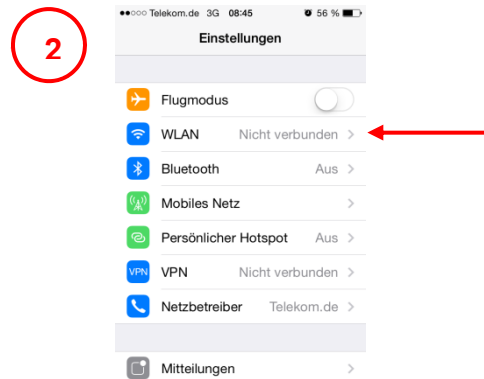 2
●●○○○ Telekom.de 3G 08:45 56 %
Einstellungen
Flugmodus
WLAN Nicht verbunden >
Bluetooth Aus >
Mobiles Netz >
Persönlicher Hotspot Aus >
VPN VPN Nicht verbunden >
Netzbetreiber Telekom.de >
Mitteilungen >